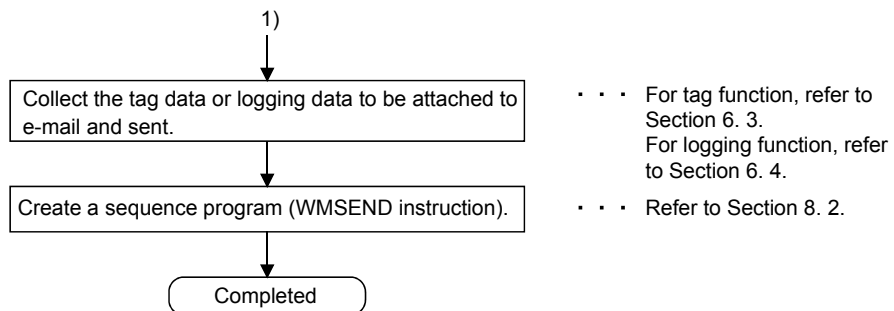 1)
Collect the tag data or logging data to be attached to
e-mail and sent.
・ ・ ・ For tag function, refer to
Section 6. 3.
For logging function, refer
to Section 6. 4.
Create a sequence program (WMSEND instruction).
・ ・ ・ Refer to Section 8. 2.
Completed